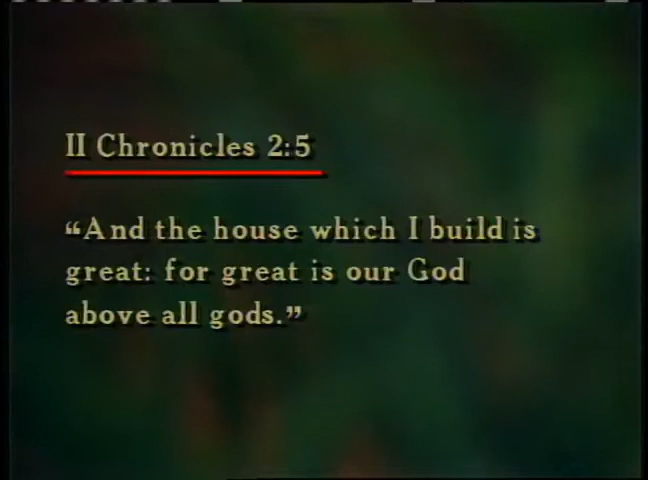 II Chronicles 2:5
“And the house which I build is
great: for great is our God
above all gods.”